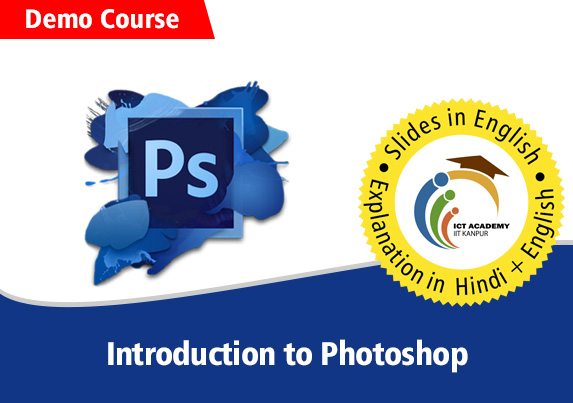 Demo Course
Ps
• Slides in English •
Explanation in Hindi + English
ICT ACADEMY
IIT KANPUR
Introduction to Photoshop